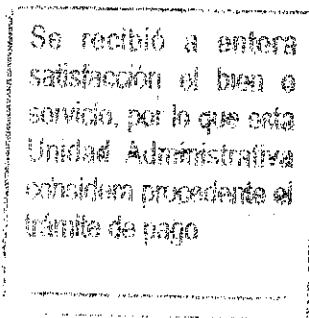 Se recibió a entera
satisfacción el bien o
servicio, por lo que esta
Unidad Administrativa
considera procedente el
trámite de pago